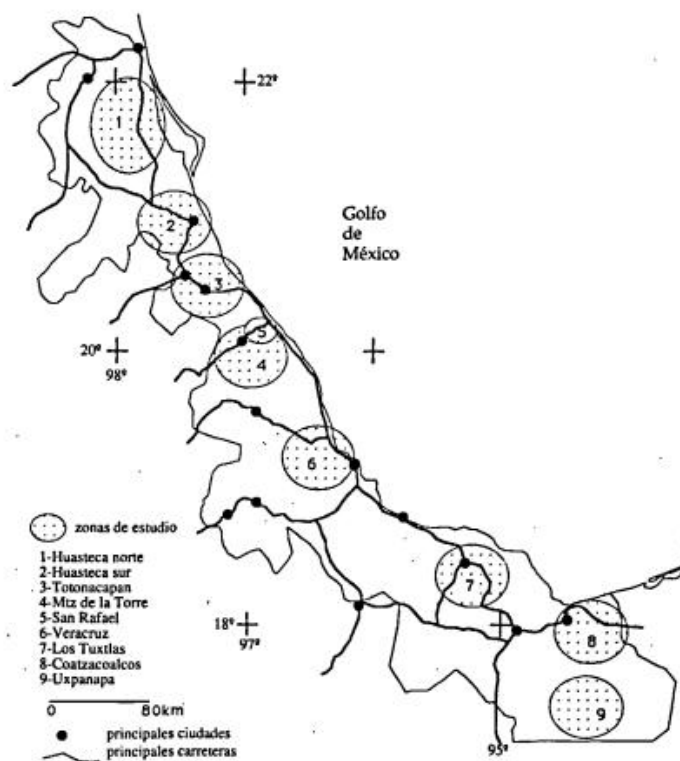 22º
1
2
Golfo
de
México
3
5
20º
98º
4
6
zonas de estudio
1-Huasteca norte
2-Huasteca sur
3-Totonacapan
4-Mtz de la Torre
5-San Rafael
6-Veracruz
7-Los Tuxtlas
8-Coatzacoalcos
9-Uxpanapa
7
18º
97º
8
0 80km
9
principales ciudades
principales carreteras
95º